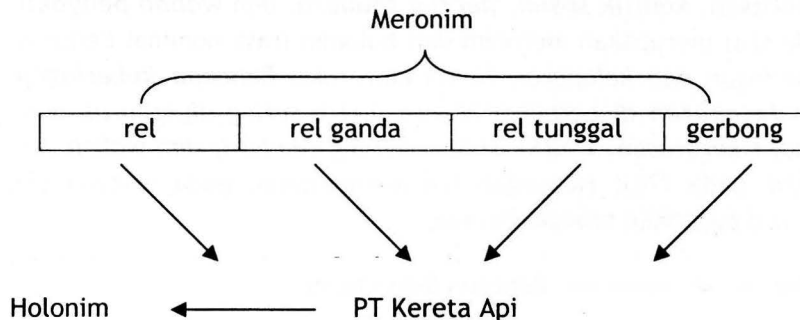 Meronim
rel rel ganda rel tunggal gerbong
Holonim PT Kereta Api